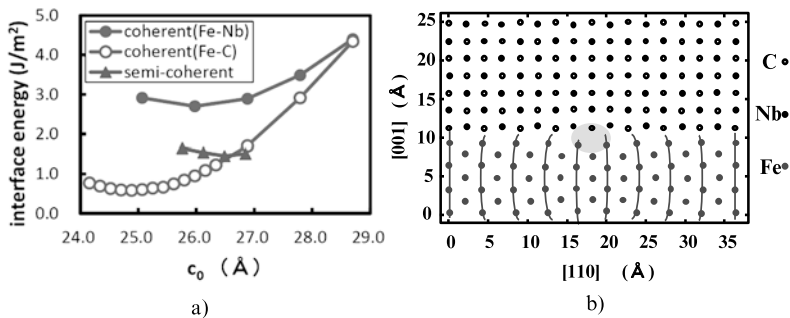 a)
5.0
4.0
3.0
2.0
1.0
0.0
interface energy (J/m²)
coherent(Fe-Nb)
coherent(Fe-C)
semi-coherent
24.0 25.0 26.0 27.0 28.0 29.0
c₀ (Å)
a)
b)
25
20
15
10
5
0
[001] (Å)
C
Nb
Fe
0 5 10 15 20 25 30 35
[110] (Å)
b)